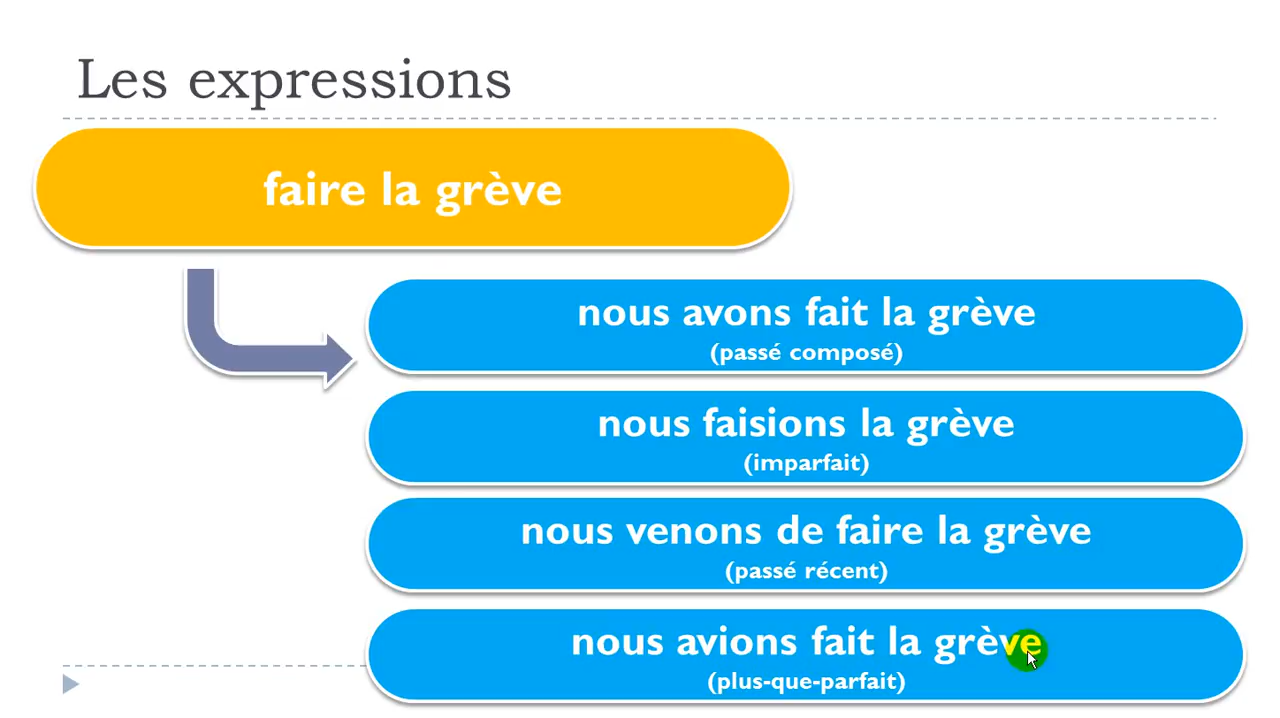 Les expressions
faire la grève
nous avons fait la grève
(passé composé)
nous faisions la grève
(imparfait)
nous venons de faire la grève
(passé récent)
nous avions fait la grève
(plus-que-parfait)